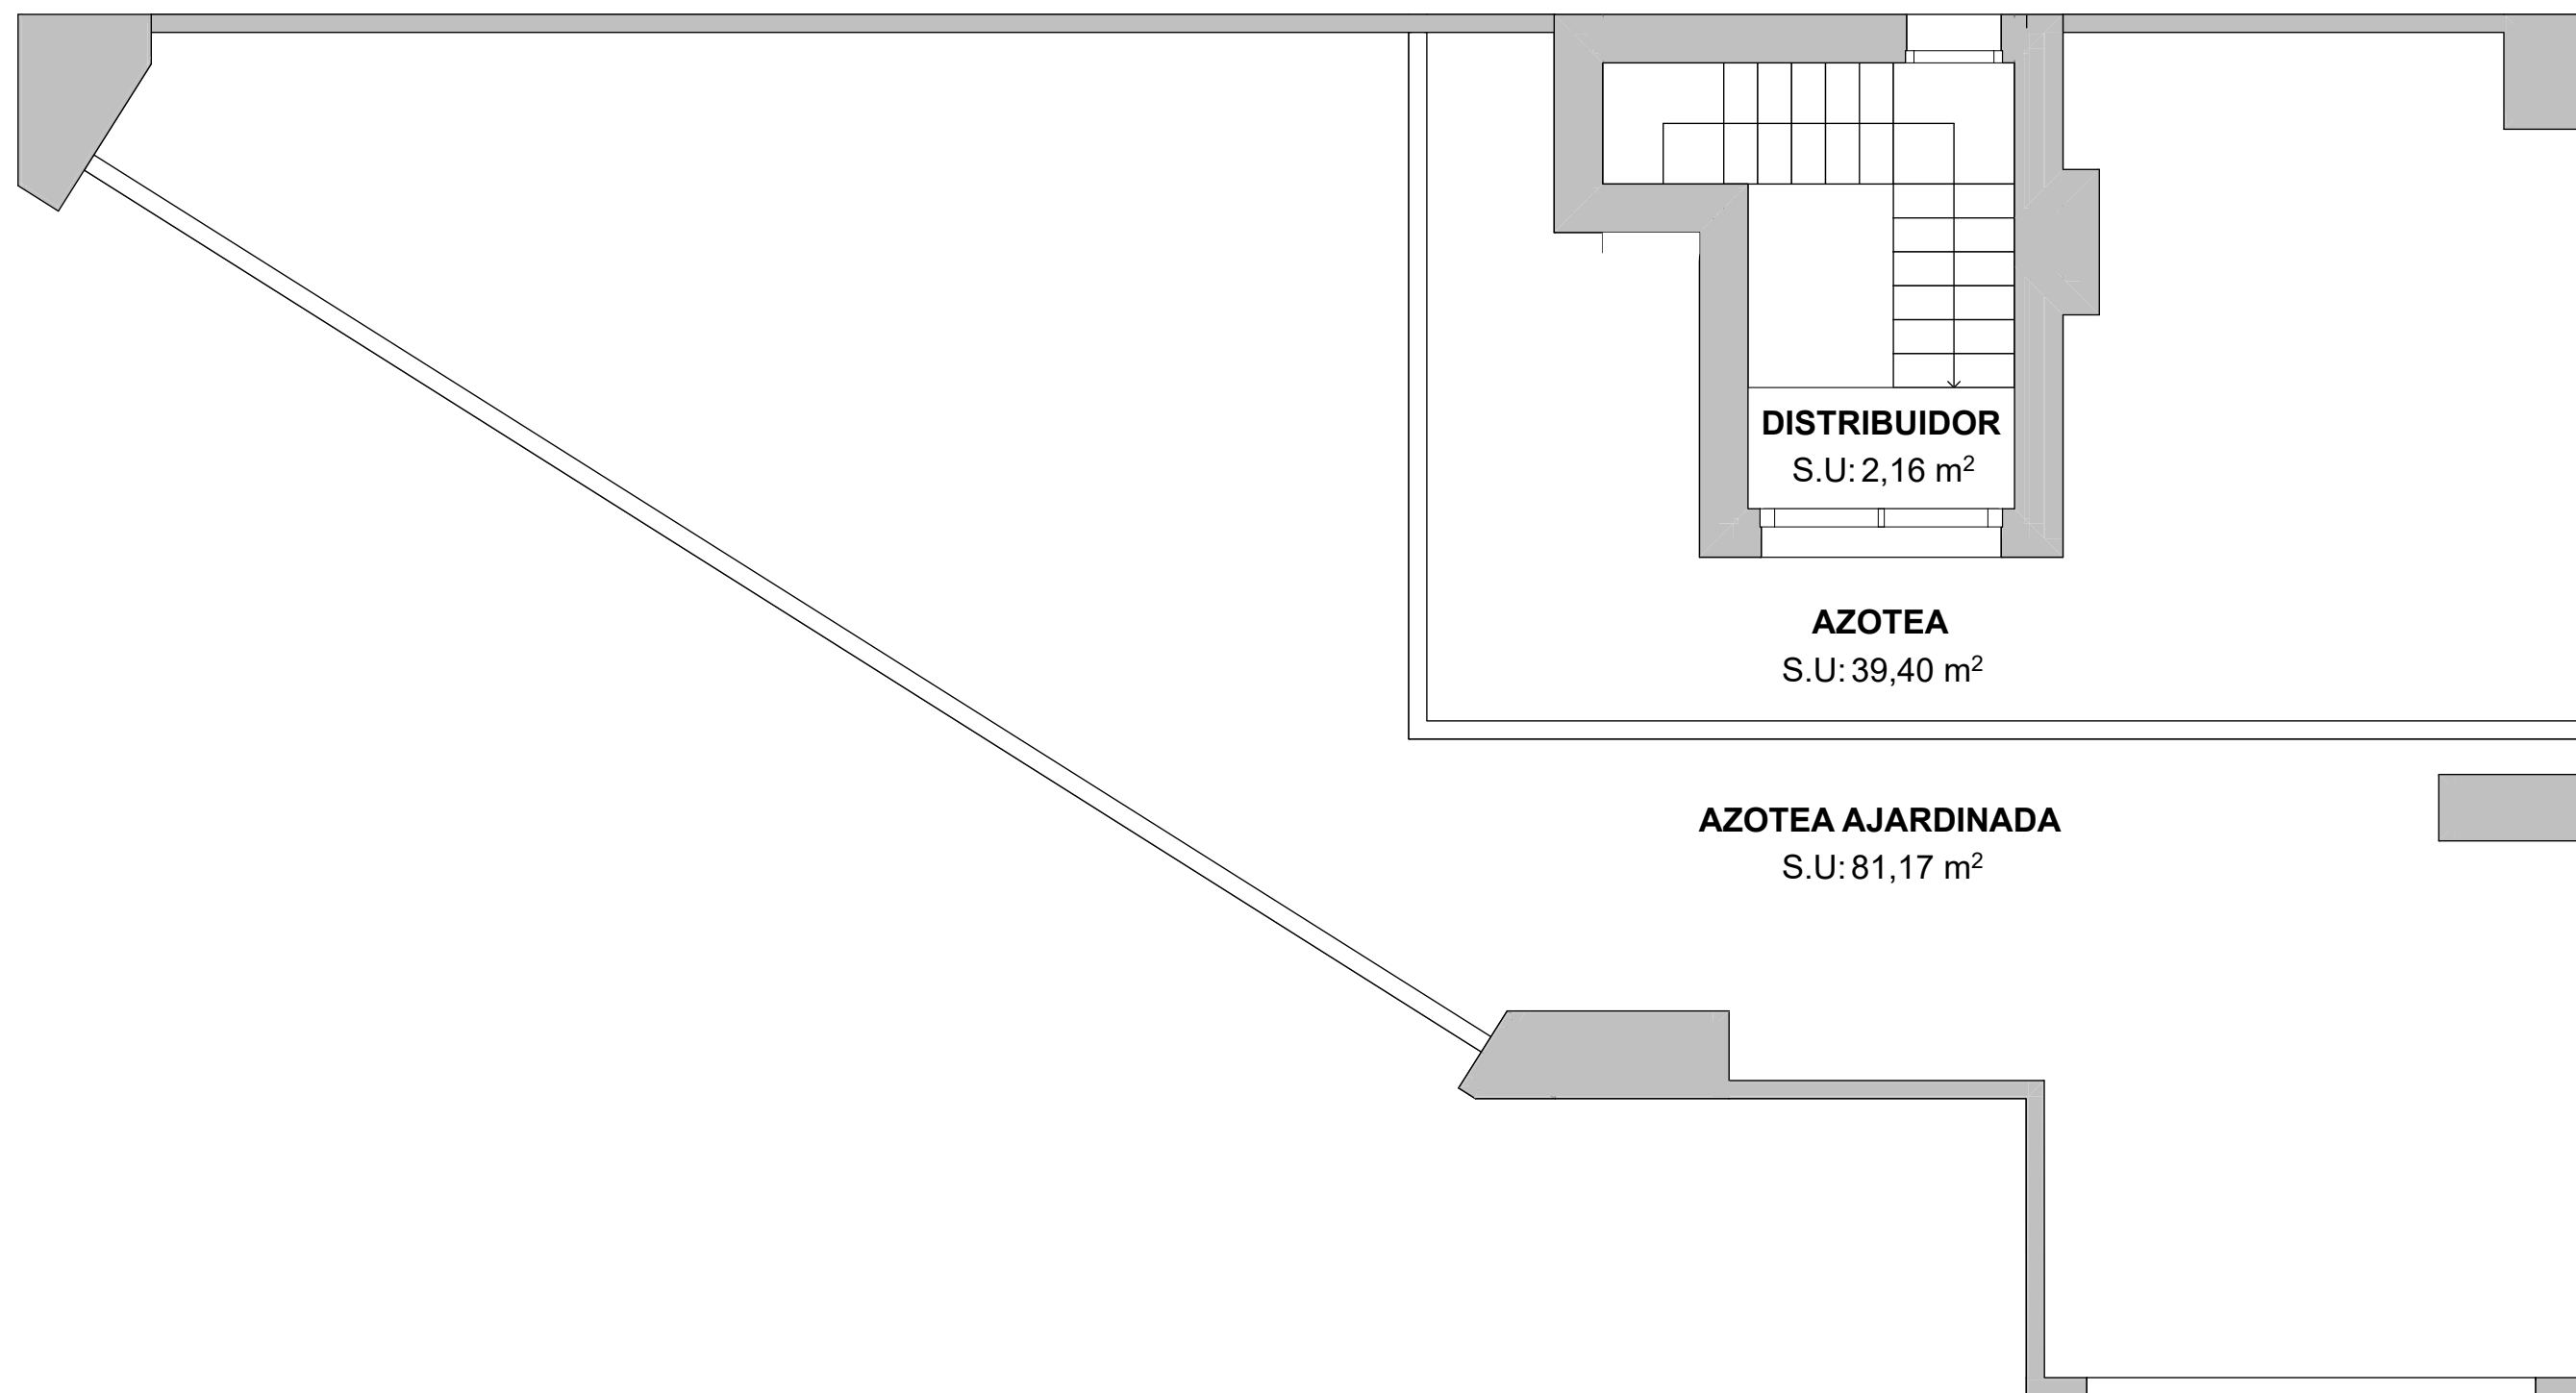 DISTRIBUIDOR
S.U: 2,16 m²
AZOTEA
S.U: 39,40 m²
AZOTEA AJARDINADA
S.U: 81,17 m²